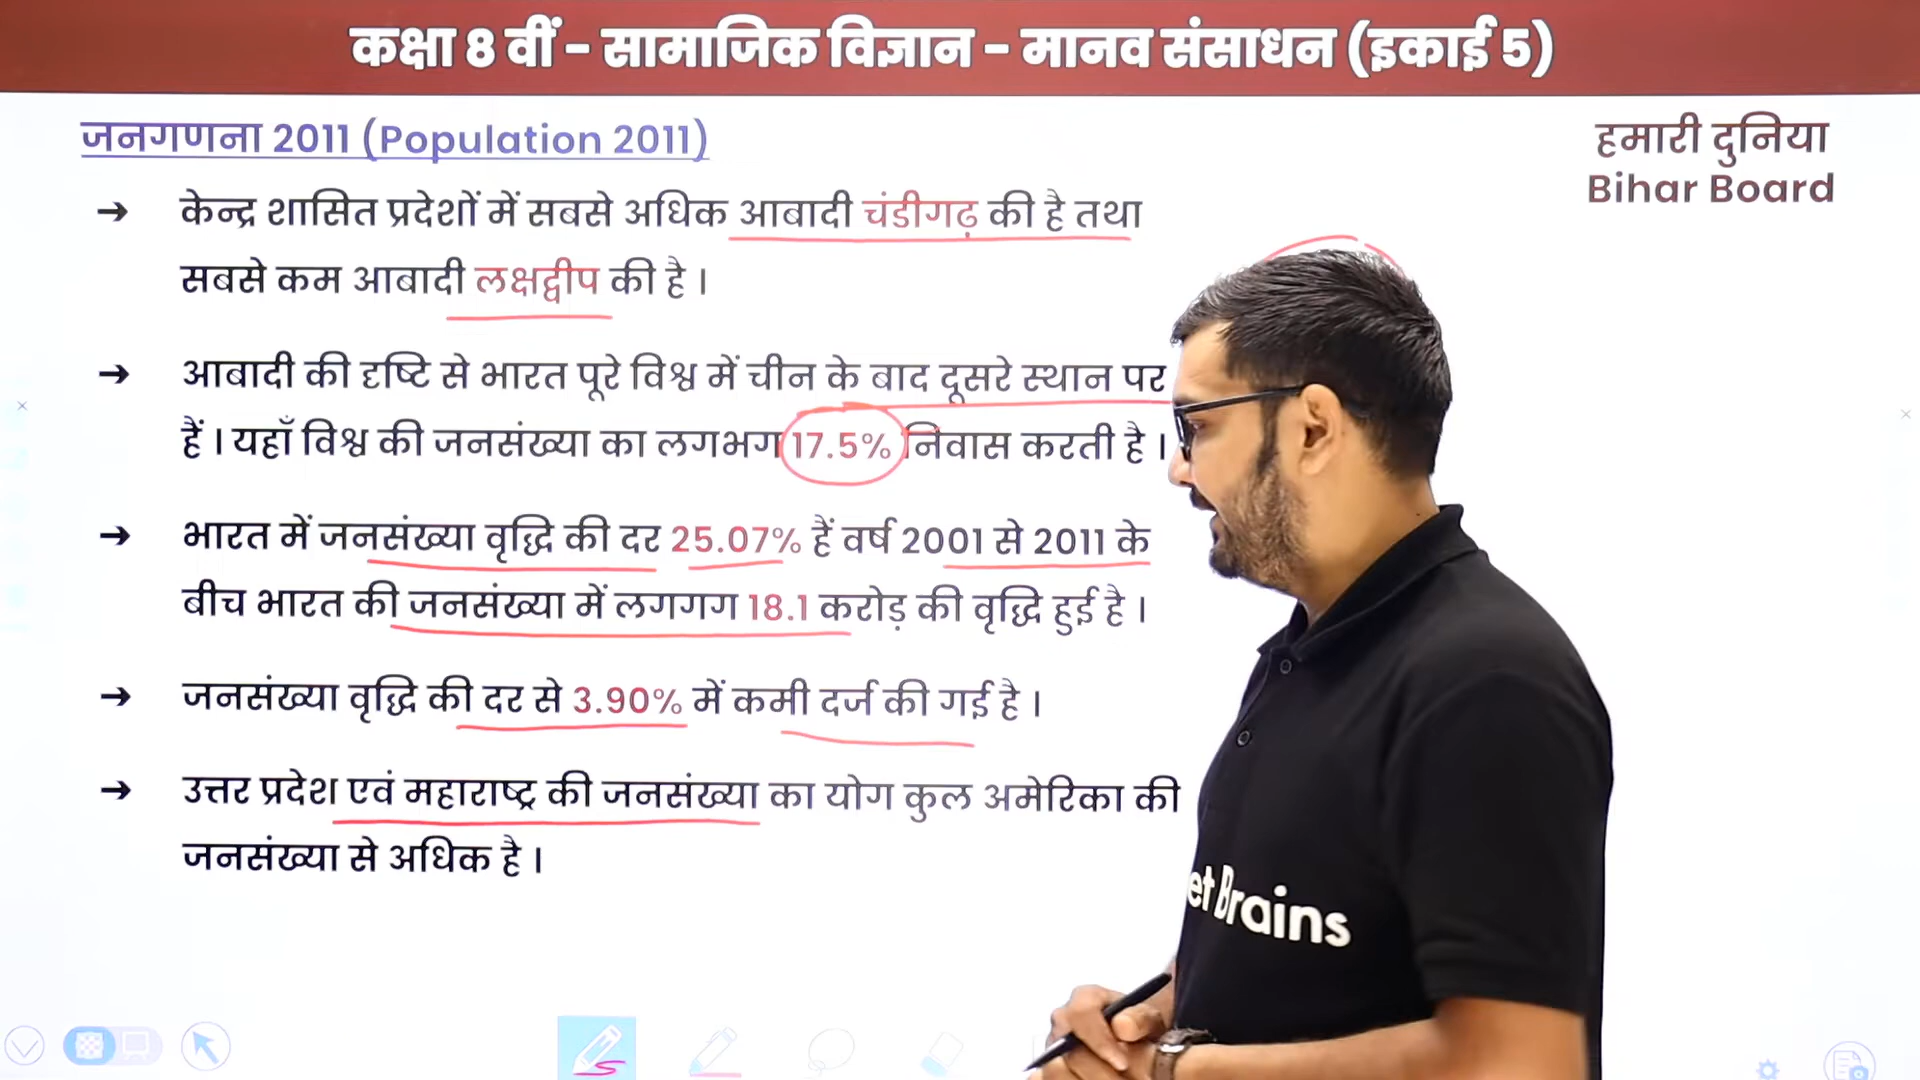 कक्षा 8 वीं - सामाजिक विज्ञान - मानव संसाधन (इकाई 5)
जनगणना 2011 (Population 2011)
हमारी दुनिया
Bihar Board
→ केन्द्र शासित प्रदेशों में सबसे अधिक आबादी चंडीगढ़ की है तथा
सबसे कम आबादी लक्षद्वीप की है ।
→ आबादी की दृष्टि से भारत पूरे विश्व में चीन के बाद दूसरे स्थान पर
हैं । यहाँ विश्व की जनसंख्या का लगभग 17.5% निवास करती है ।
→ भारत में जनसंख्या वृद्धि की दर 25.07% हैं वर्ष 2001 से 2011 के
बीच भारत की जनसंख्या में लगगग 18.1 करोड़ की वृद्धि हुई है ।
→ जनसंख्या वृद्धि की दर से 3.90% में कमी दर्ज की गई है ।
→ उत्तर प्रदेश एवं महाराष्ट्र की जनसंख्या का योग कुल अमेरिका की
जनसंख्या से अधिक है ।
et Brains